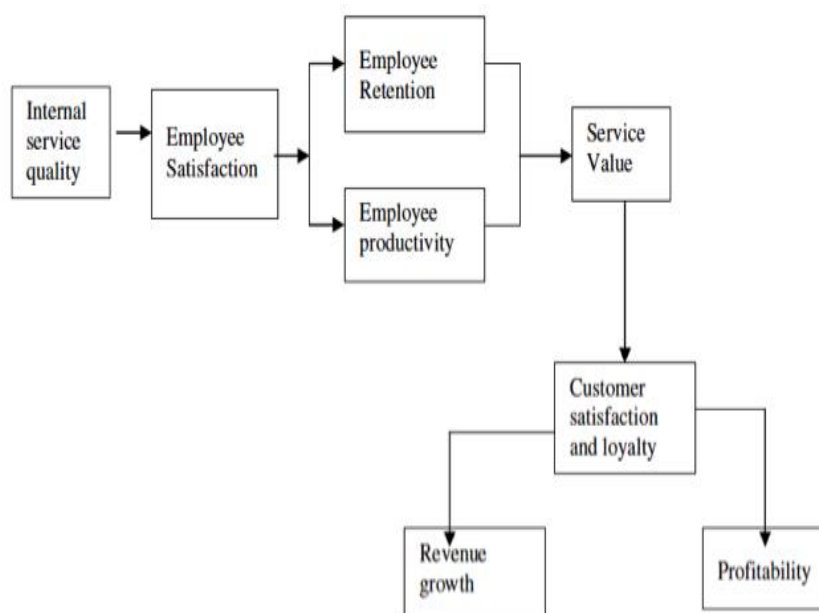 Internal
service
quality
Employee
Satisfaction
Employee
Retention
Employee
productivity
Service
Value
Customer
satisfaction
and loyalty
Revenue
growth
Profitability